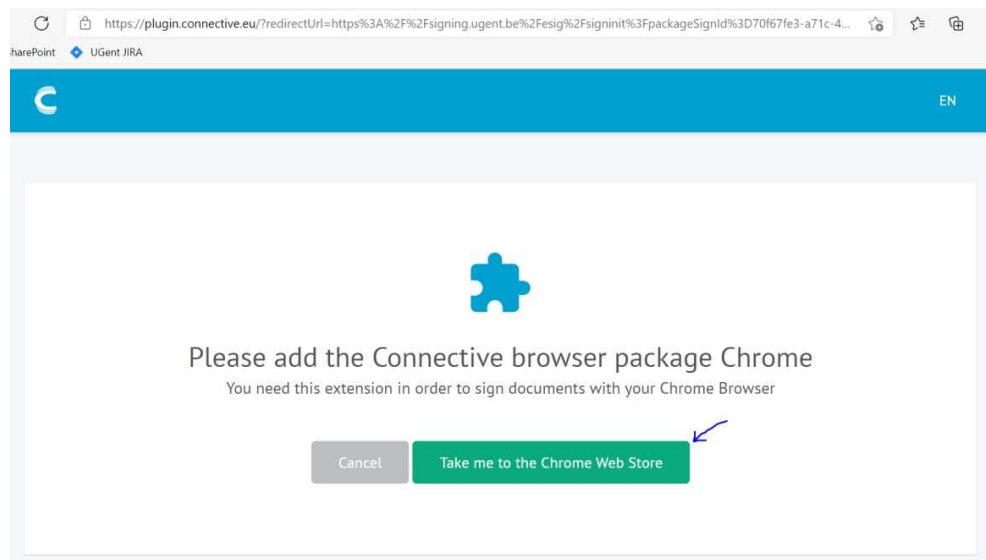 https://plugin.connective.eu/?redirectUrl=https%3A%2F%2Fsigning.ugent.be%2Fesig%2Fsigninit%3FpackageSignId%3D70f67fe3-a71c-4...
harePoint UGent JIRA
EN
Please add the Connective browser package Chrome
You need this extension in order to sign documents with your Chrome Browser
Cancel Take me to the Chrome Web Store